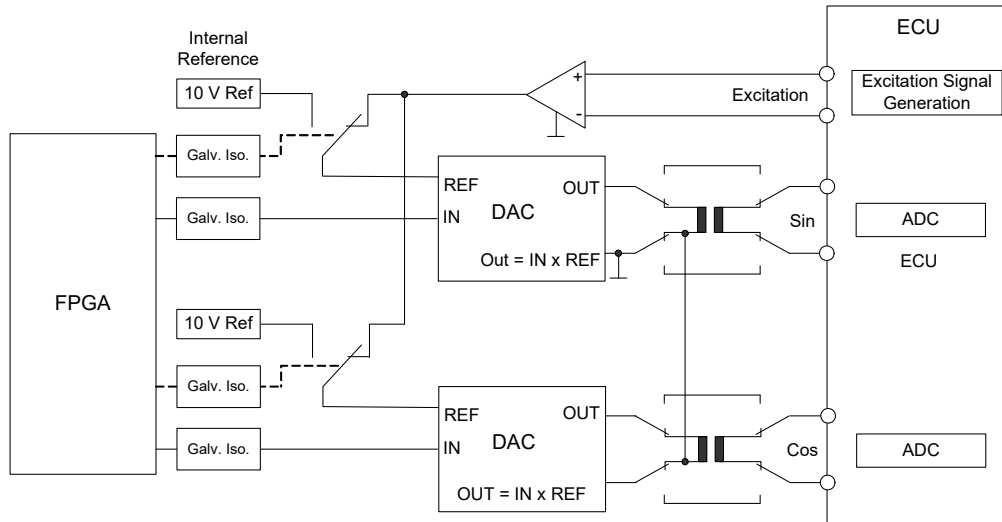 ECU
Internal
Reference
10 V Ref
+
-
Excitation
Excitation Signal
Generation
Galv. Iso.
REF
OUT
IN
DAC
Out = IN x REF
Galv. Iso.
Sin
ADC
ECU
FPGA
10 V Ref
Galv. Iso.
REF
OUT
IN
DAC
OUT = IN x REF
Galv. Iso.
Cos
ADC